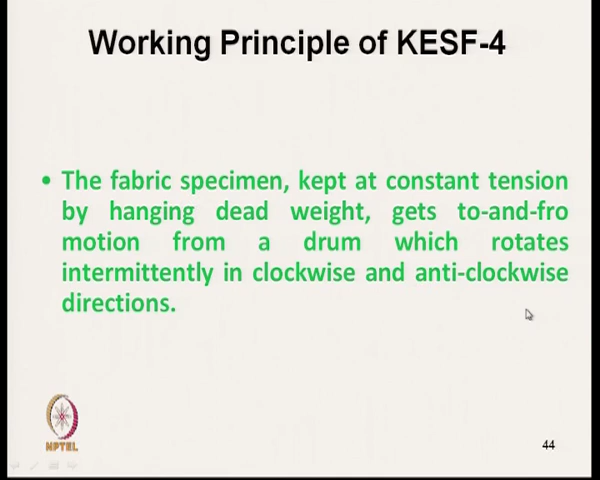 Working Principle of KESF-4
• The fabric specimen, kept at constant tension
by hanging dead weight, gets to-and-fro
motion from a drum which rotates
intermittently in clockwise and anti-clockwise
directions.
NPTEL
44